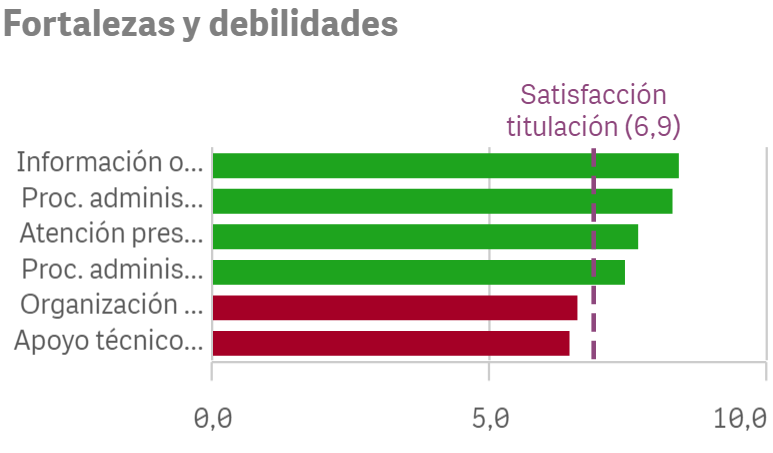 Fortalezas y debilidades
Satisfacción
titulación (6,9)
Información o...
Proc. adminis...
Atención pres...
Proc. adminis...
Organización ...
Apoyo técnico...
0,0 5,0 10,0